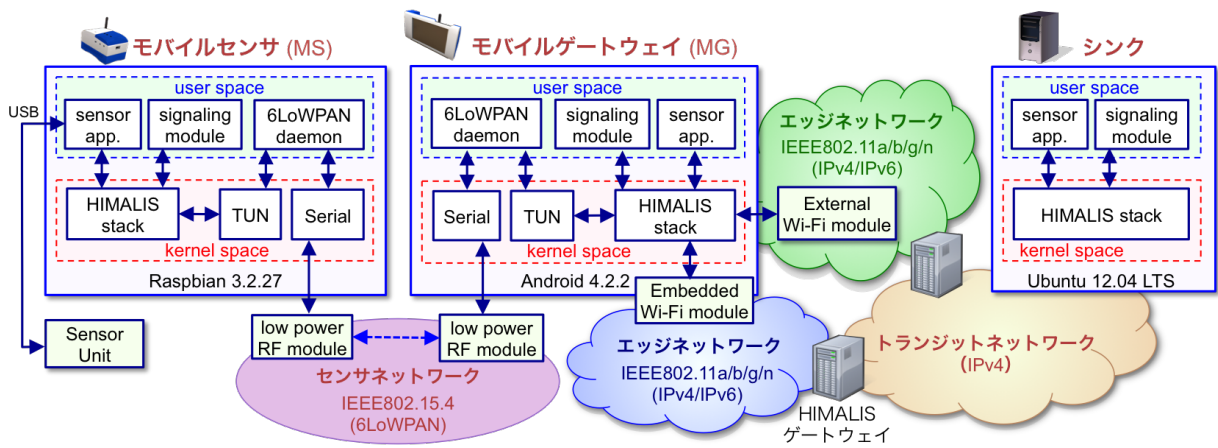 モバイルセンサ (MS)
USB
user space
sensor
app.
signaling
module
6LoWPAN
daemon
HIMALIS
stack
TUN
Serial
kernel space
Raspbian 3.2.27
Sensor
Unit
モバイルゲートウェイ (MG)
user space
6LoWPAN
daemon
signaling
module
sensor
app.
Serial
TUN
HIMALIS
stack
kernel space
Android 4.2.2
Embedded
Wi-Fi module
エッジネットワーク
IEEE802.11a/b/g/n
(IPv4/IPv6)
External
Wi-Fi module
シンク
user space
sensor
app.
signaling
module
HIMALIS stack
kernel space
Ubuntu 12.04 LTS
low power
RF module
low power
RF module
センサネットワーク
IEEE802.15.4
(6LoWPAN)
エッジネットワーク
IEEE802.11a/b/g/n
(IPv4/IPv6)
トランジットネットワーク
(IPv4)
HIMALIS
ゲートウェイ